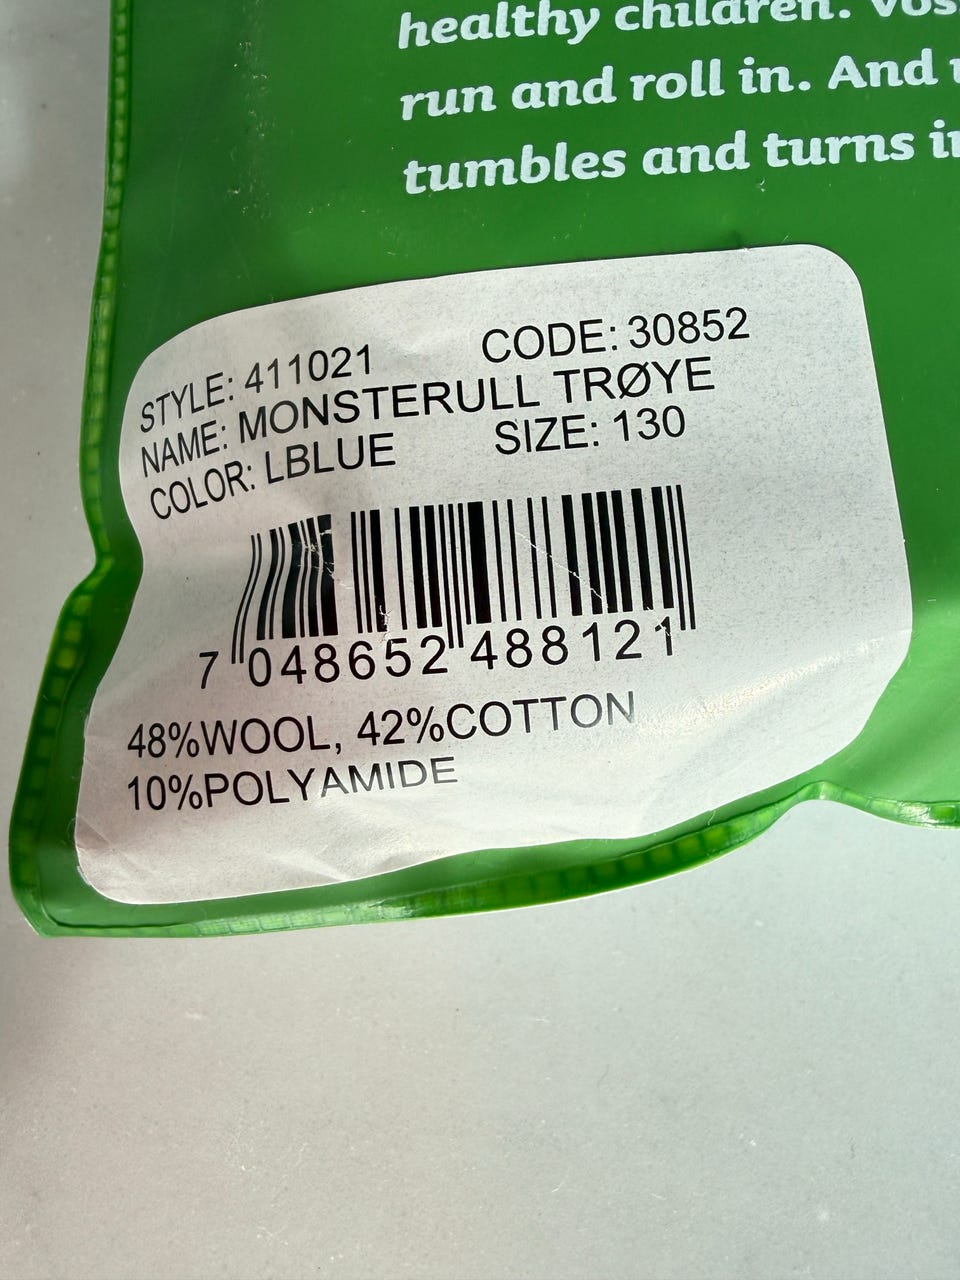 healthy children.
run and roll in. And
tumbles and turns
STYLE: 411021 CODE: 30852
NAME: MONSTERULL TRØYE
COLOR: LBLUE SIZE: 130
7 048652 488121
48%WOOL, 42%COTTON
10%POLYAMIDE